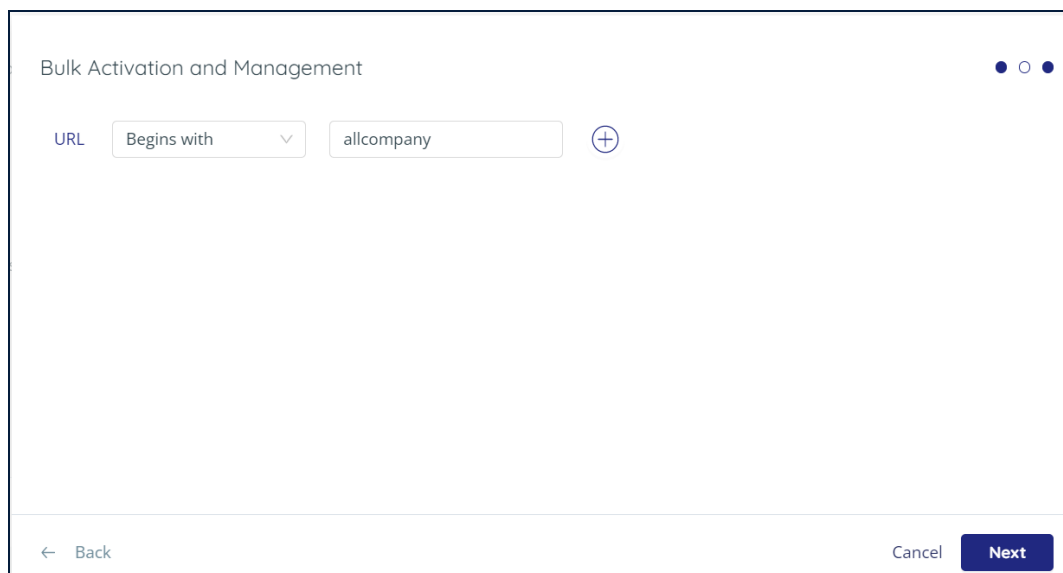 Bulk Activation and Management
URL Begins with allcompany
Back Cancel Next